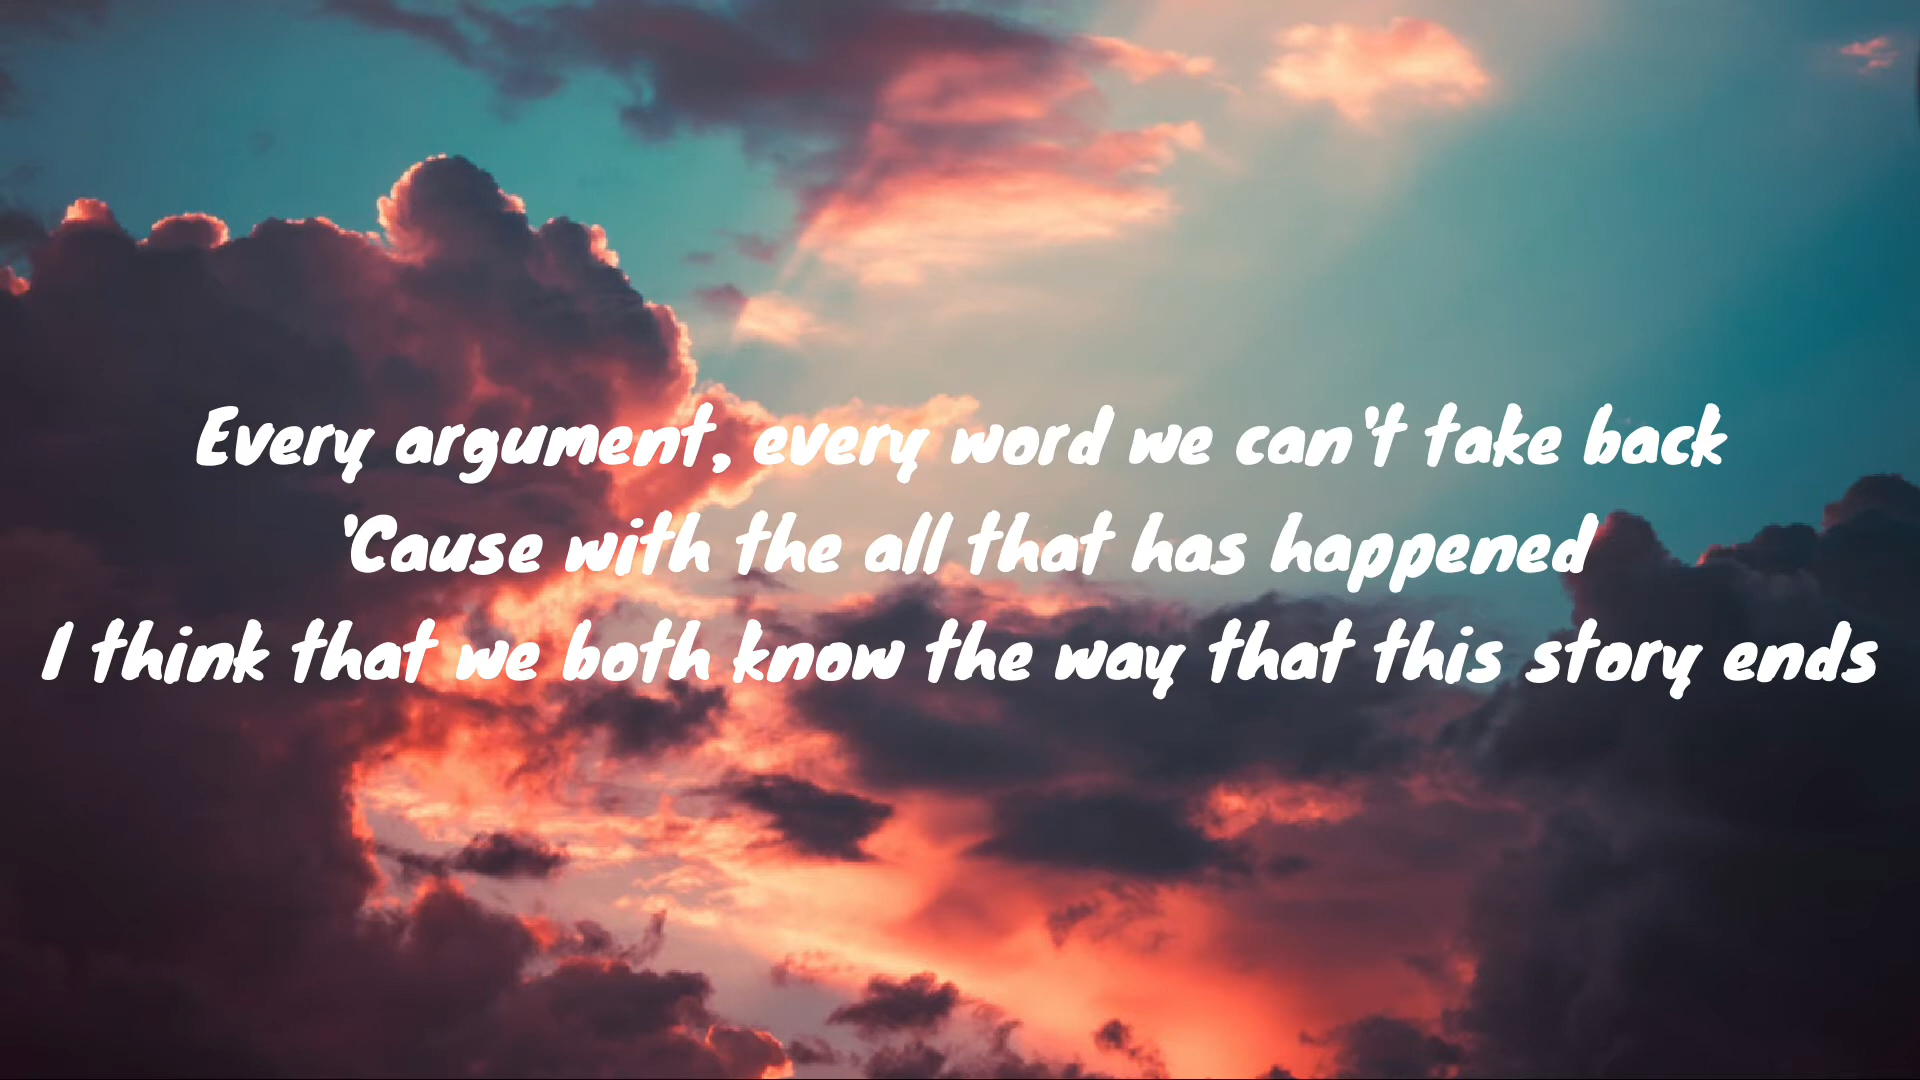 Every argument, every word we can't take back
'Cause with the all that has happened
I think that we both know the way that this story ends